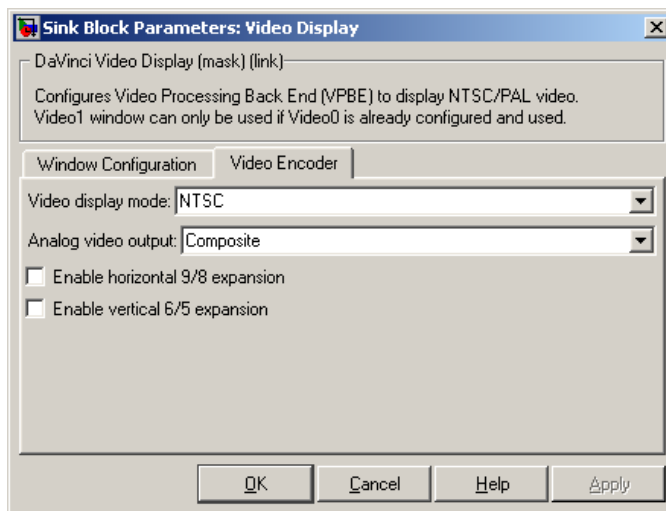 Sink Block Parameters: Video Display
DaVinci Video Display (mask) (link)
Configures Video Processing Back End (VPBE) to display NTSC/PAL video.
Video1 window can only be used if Video0 is already configured and used.
Window Configuration Video Encoder
Video display mode: NTSC
Analog video output: Composite
Enable horizontal 9/8 expansion
Enable vertical 6/5 expansion
OK Cancel Help Apply